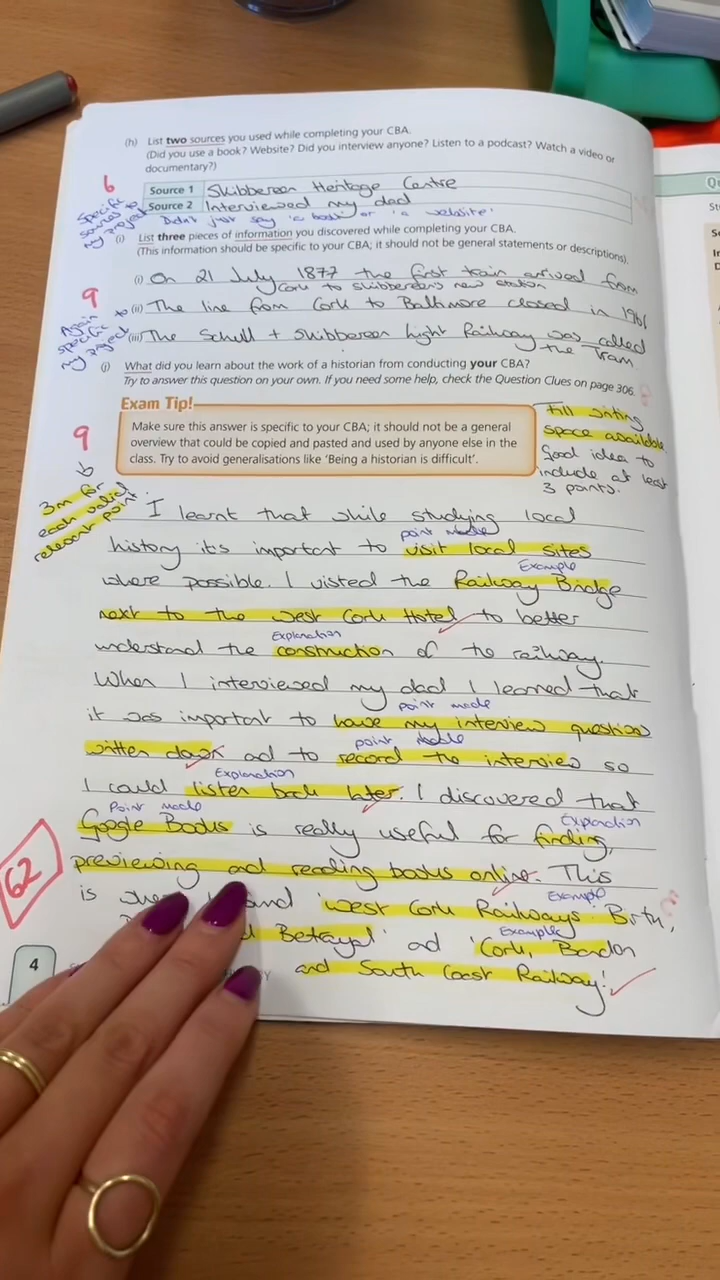 (h) List two sources you used while completing your CBA.
(Did you use a book? Website? Did you interview anyone? Listen to a podcast? Watch a video or
documentary?)
6
Specific
sources to
my project
Source 1 Skibbereen Heritage Centre
Source 2 Interviewed my dad
Didn't just say 'a book' or 'a website'
(i) List three pieces of information you discovered while completing your CBA.
(This information should be specific to your CBA; it should not be general statements or descriptions).
9
Again
specific to
my project
(i) On 21 July 1877 the first train arrived from
Cork to Skibbereen's new station
(ii) The line from Cork to Baltimore closed in 1961
(iii) The Schull + Skibbereen Light Railway was called
the Tram
(j) What did you learn about the work of a historian from conducting your CBA?
Try to answer this question on your own. If you need some help, check the Question Clues on page 306.
Exam Tip!
Make sure this answer is specific to your CBA; it should not be a general
overview that could be copied and pasted and used by anyone else in the
class. Try to avoid generalisations like 'Being a historian is difficult'.
Fill writing
space available
Good idea to
include at least
3 points.
9
3m for
each valid
relevant point.
I learnt that while studying local
point made
history it's important to visit local sites
Example
where possible. I visted the Railway Bridge
next to the West Cork Hotel to better
Explanation
understand the construction of the railway.
When I interviewed my dad I learned that
point made
it was important to have my interview questions
point made
written down ad to record the interview so
Explanation
I could listen back later. I discovered that
Point made
Explanation
Google Books is really useful for finding,
previewing and reading books online. This
Example
is where I found 'West Cork Railways: Birth,
Example
Betrayal' ad 'Cork, Bandon
and South Coast Railway'.
62
4